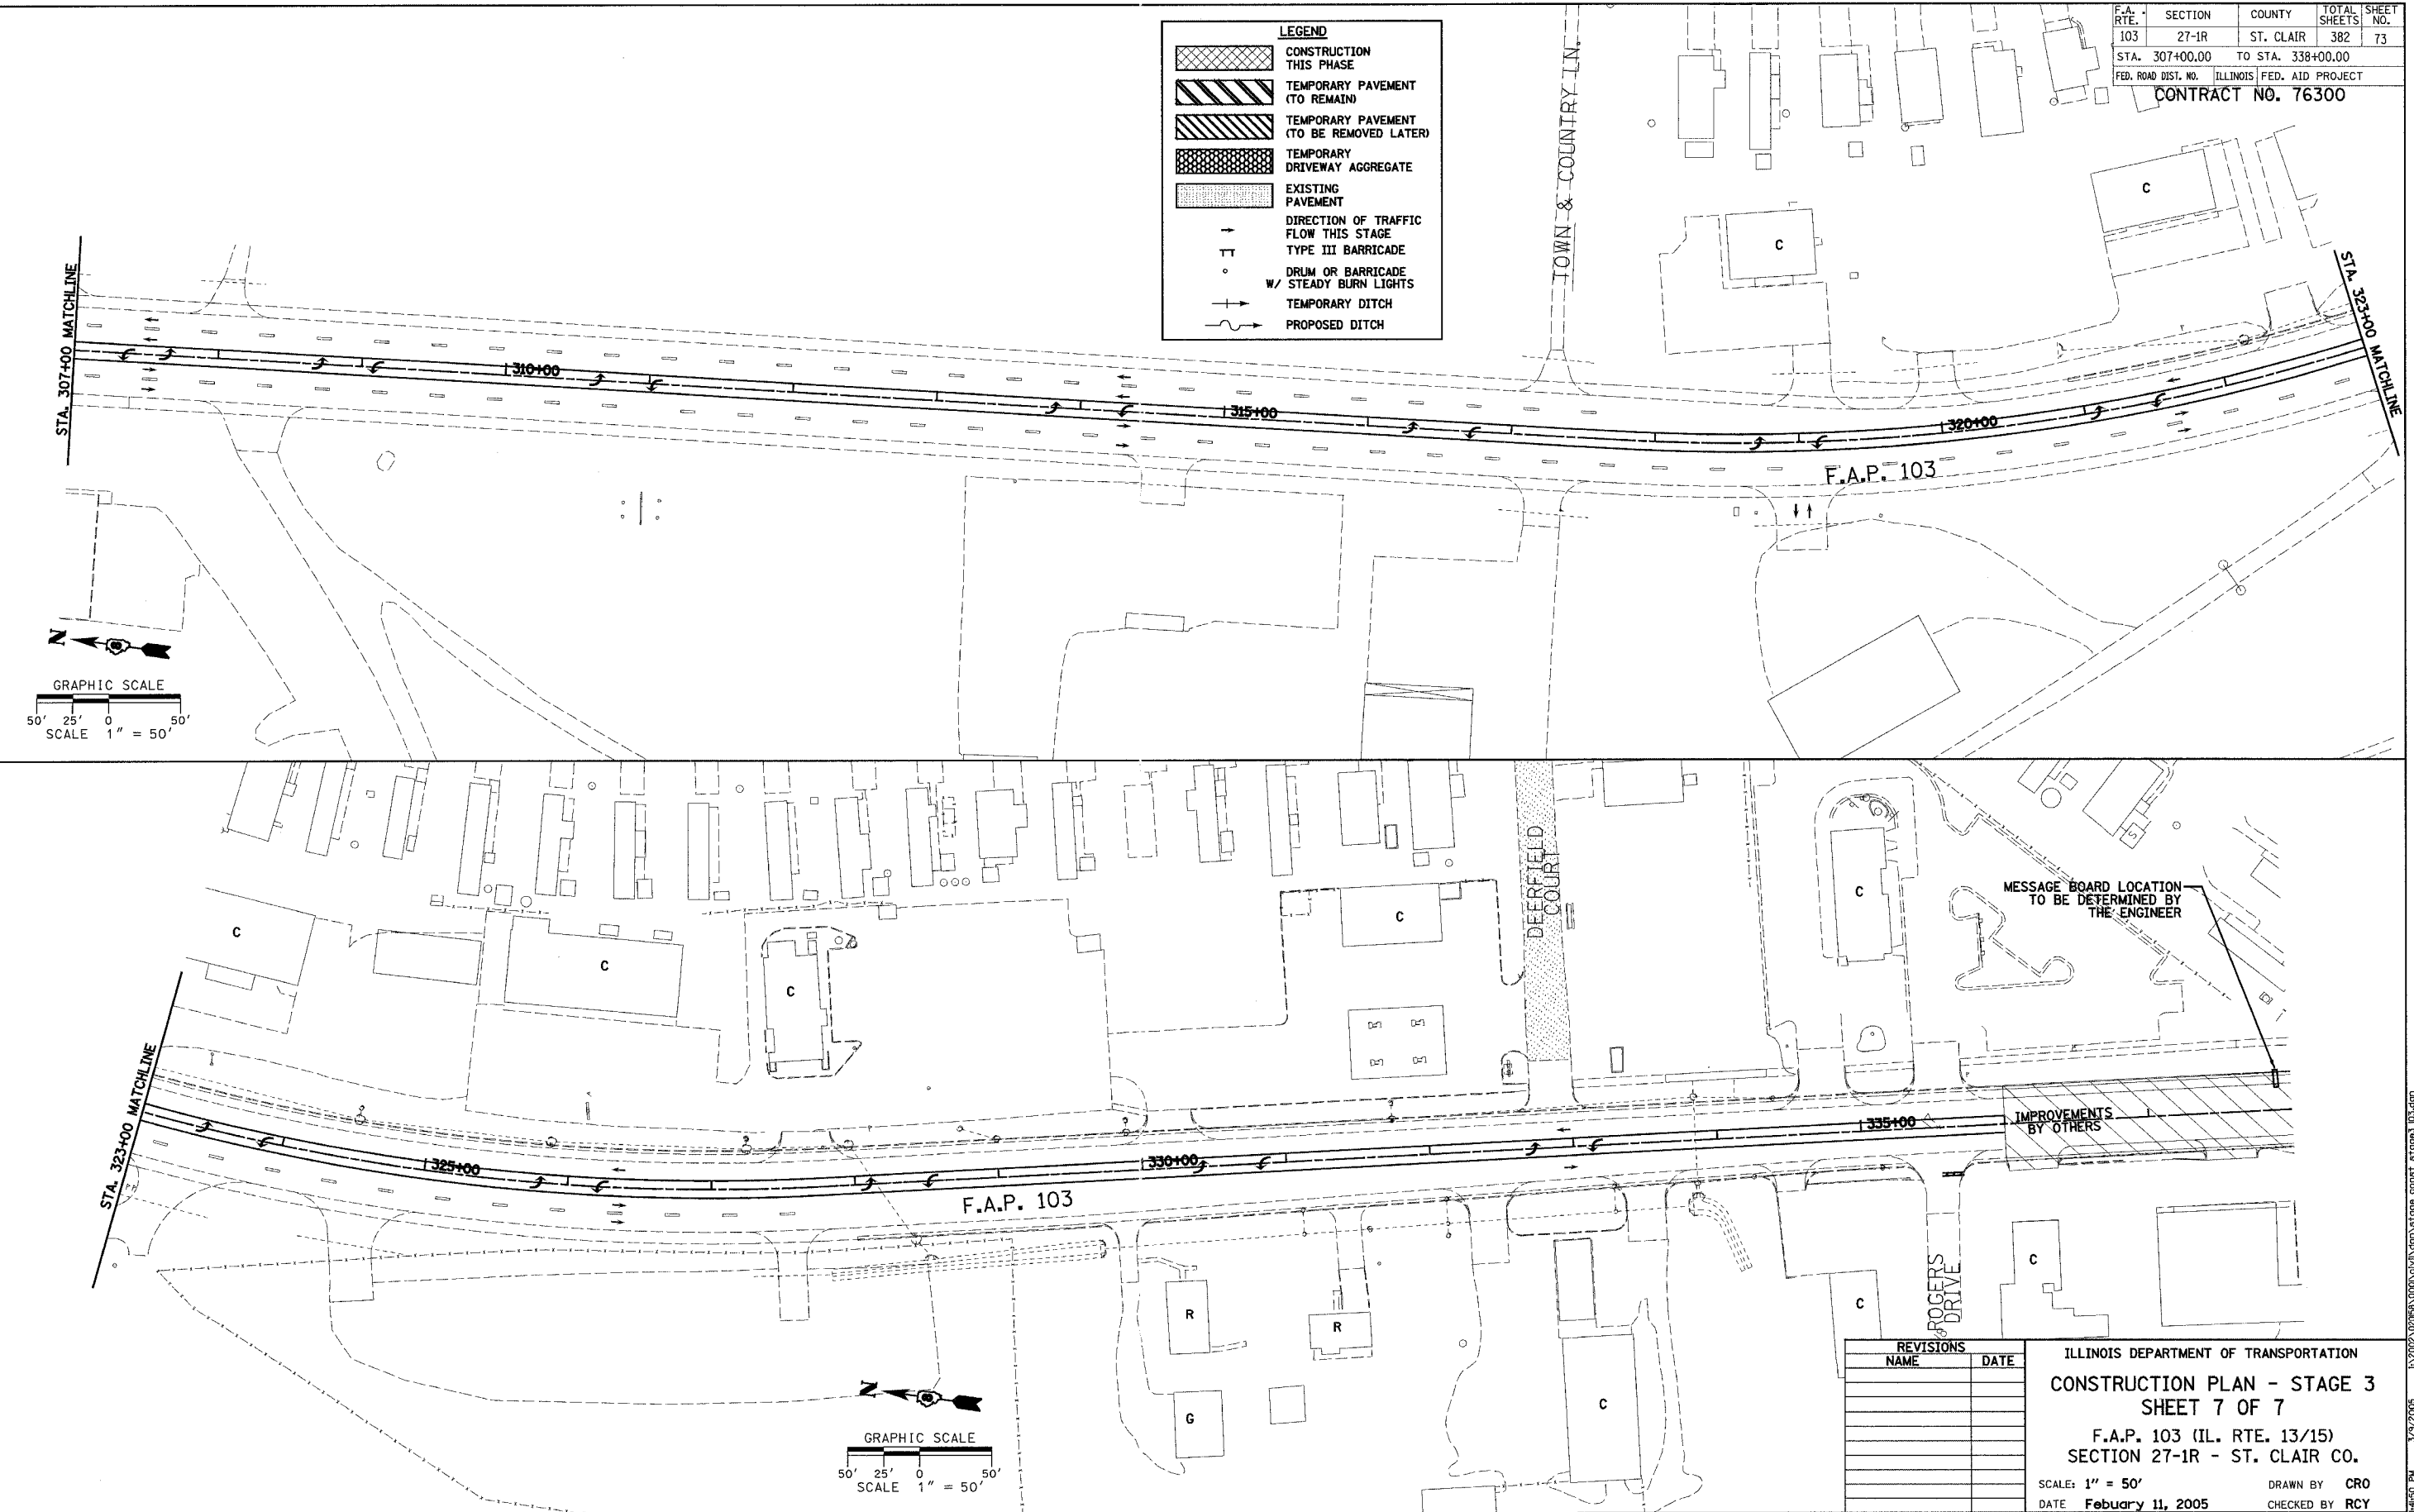 LEGEND
CONSTRUCTION
THIS PHASE
TEMPORARY PAVEMENT
(TO REMAIN)
TEMPORARY PAVEMENT
(TO BE REMOVED LATER)
TEMPORARY
DRIVEWAY AGGREGATE
EXISTING
PAVEMENT
DIRECTION OF TRAFFIC
FLOW THIS STAGE
TYPE III BARRICADE
DRUM OR BARRICADE
W/ STEADY BURN LIGHTS
TEMPORARY DITCH
PROPOSED DITCH
F.A. RTE. SECTION COUNTY TOTAL SHEETS SHEET NO.
103 27-1R ST. CLAIR 382 73
STA. 307+00.00 TO STA. 338+00.00
FED. ROAD DIST. NO. ILLINOIS FED. AID PROJECT
CONTRACT NO. 76300
TOWN & COUNTRY LN.
C
C
STA. 307+00 MATCHLINE
310+00
315+00
320+00
STA. 323+00 MATCHLINE
F.A.P. 103
N
GRAPHIC SCALE
50' 25' 0 50'
SCALE 1" = 50'
DEERFIELD
COURT
C
C
C
C
C
S
MESSAGE BOARD LOCATION
TO BE DETERMINED BY
THE ENGINEER
STA. 323+00 MATCHLINE
325+00
330+00
335+00
IMPROVEMENTS
BY OTHERS
F.A.P. 103
R
R
G
C
C
C
ROGERS
DRIVE
N
GRAPHIC SCALE
50' 25' 0 50'
SCALE 1" = 50'
REVISIONS
NAME DATE
ILLINOIS DEPARTMENT OF TRANSPORTATION
CONSTRUCTION PLAN - STAGE 3
SHEET 7 OF 7
F.A.P. 103 (IL. RTE. 13/15)
SECTION 27-1R - ST. CLAIR CO.
SCALE: 1" = 50' DRAWN BY CRO
DATE Febuary 11, 2005 CHECKED BY RCY
3/9/2005